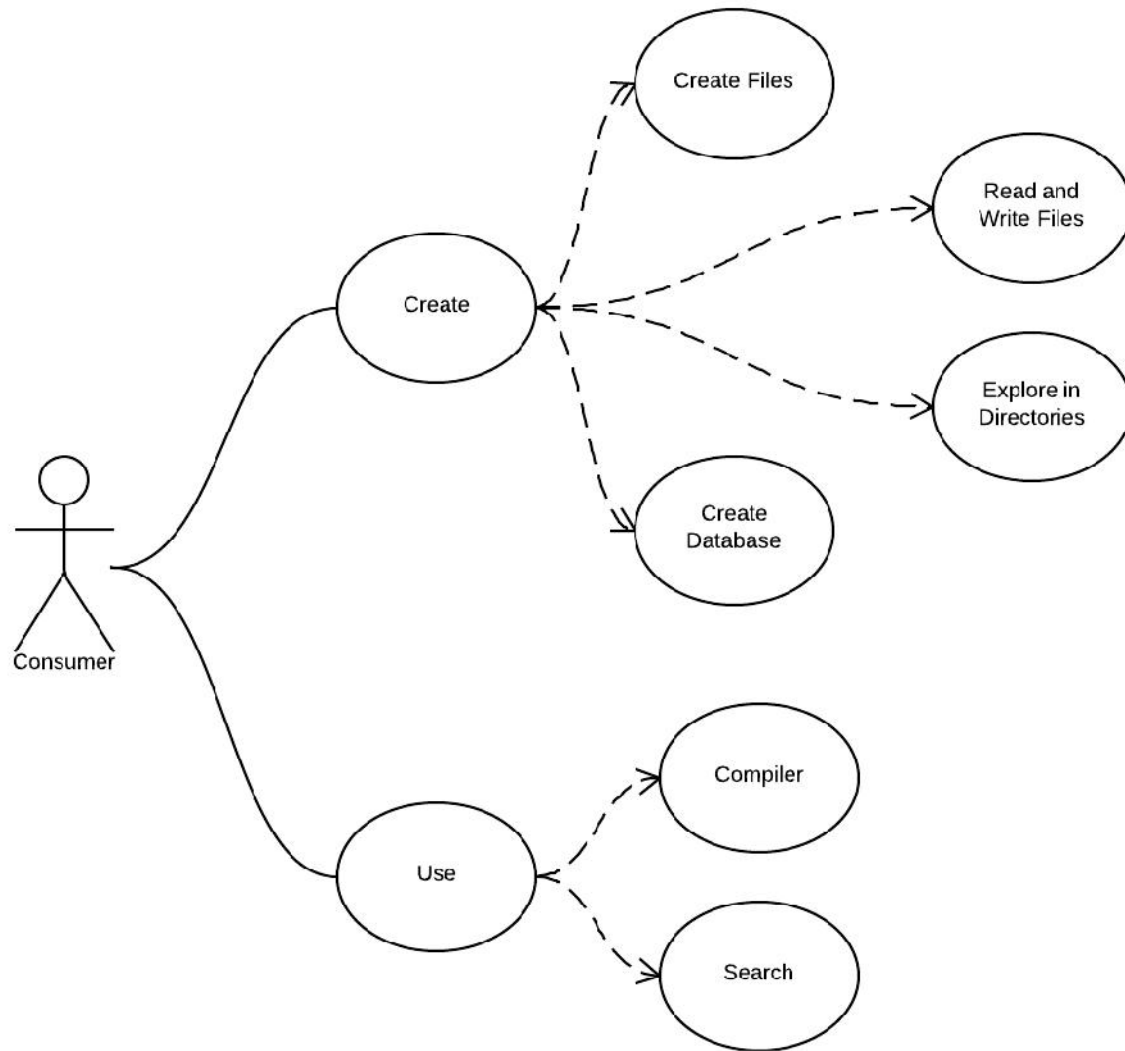 Create Files
Read and
Write Files
Create
Explore in
Directories
Create
Database
Consumer
Compiler
Use
Search